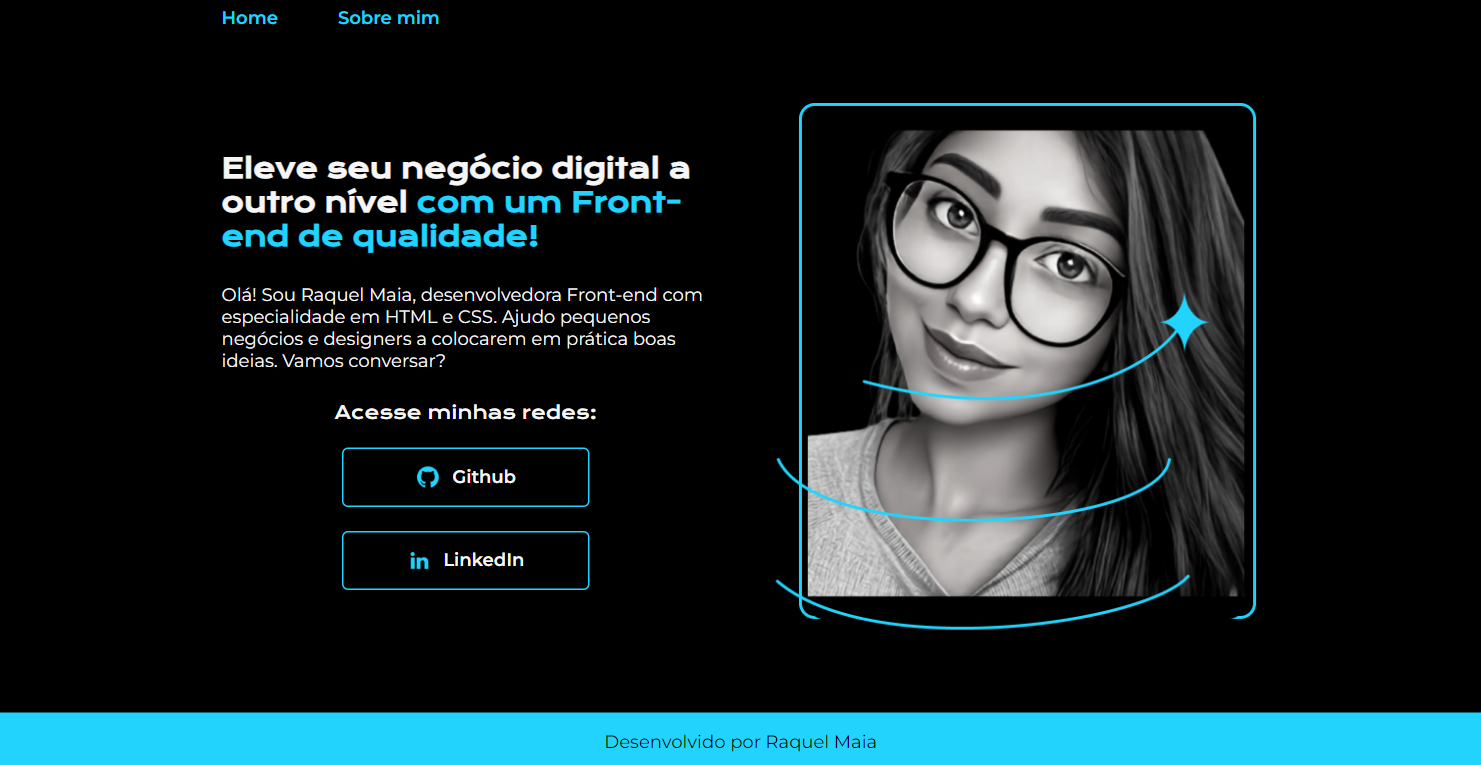 Home Sobre mim
Eleve seu negócio digital a
outro nível com um Front-
end de qualidade!
Olá! Sou Raquel Maia, desenvolvedora Front-end com
especialidade em HTML e CSS. Ajudo pequenos
negócios e designers a colocarem em prática boas
ideias. Vamos conversar?
Acesse minhas redes:
Github
in LinkedIn
Desenvolvido por Raquel Maia